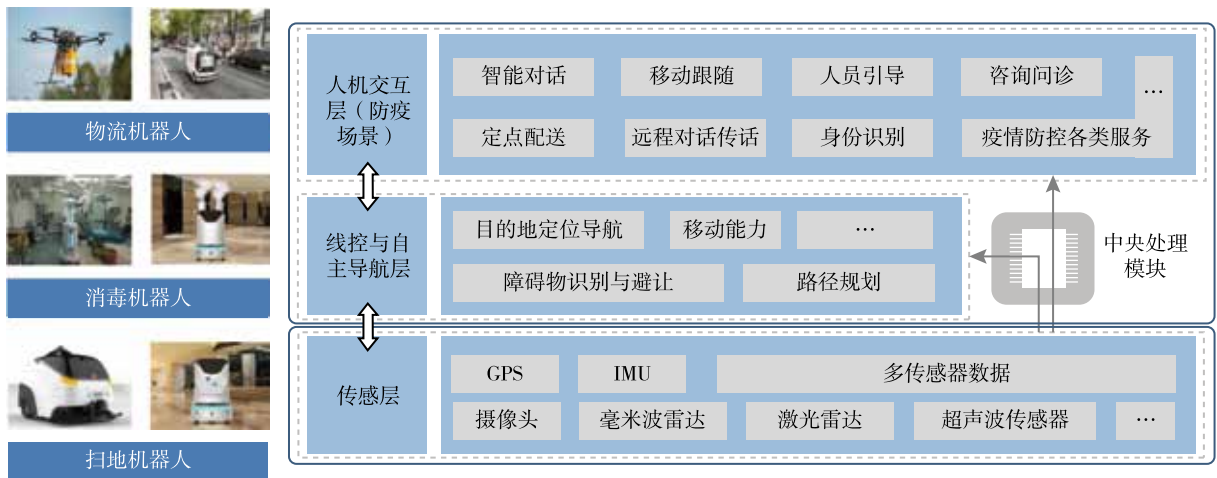 物流机器人
消毒机器人
扫地机器人
人机交互
层（防疫
场景）
智能对话
移动跟随
人员引导
咨询问诊
…
定点配送
远程对话传话
身份识别
疫情防控各类服务
线控与自
主导航层
目的地定位导航
移动能力
…
障碍物识别与避让
路径规划
中央处理
模块
传感层
GPS
IMU
多传感器数据
摄像头
毫米波雷达
激光雷达
超声波传感器
…